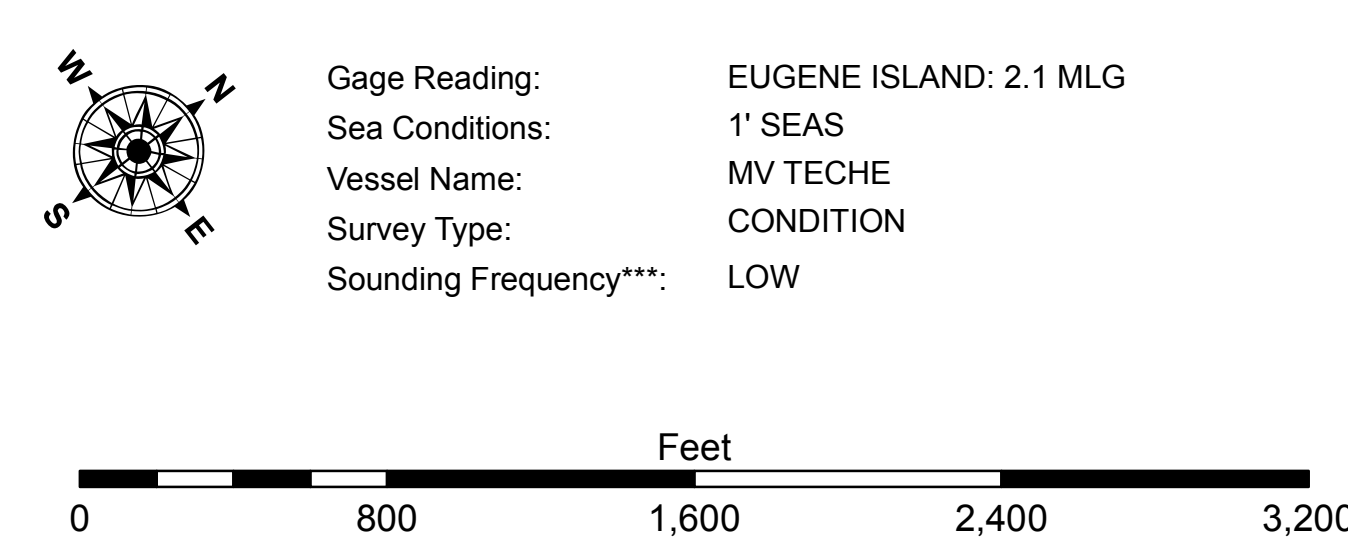 W N
S E
Gage Reading: EUGENE ISLAND: 2.1 MLG
Sea Conditions: 1' SEAS
Vessel Name: MV TECHE
Survey Type: CONDITION
Sounding Frequency***: LOW
Feet
0 800 1,600 2,400 3,200